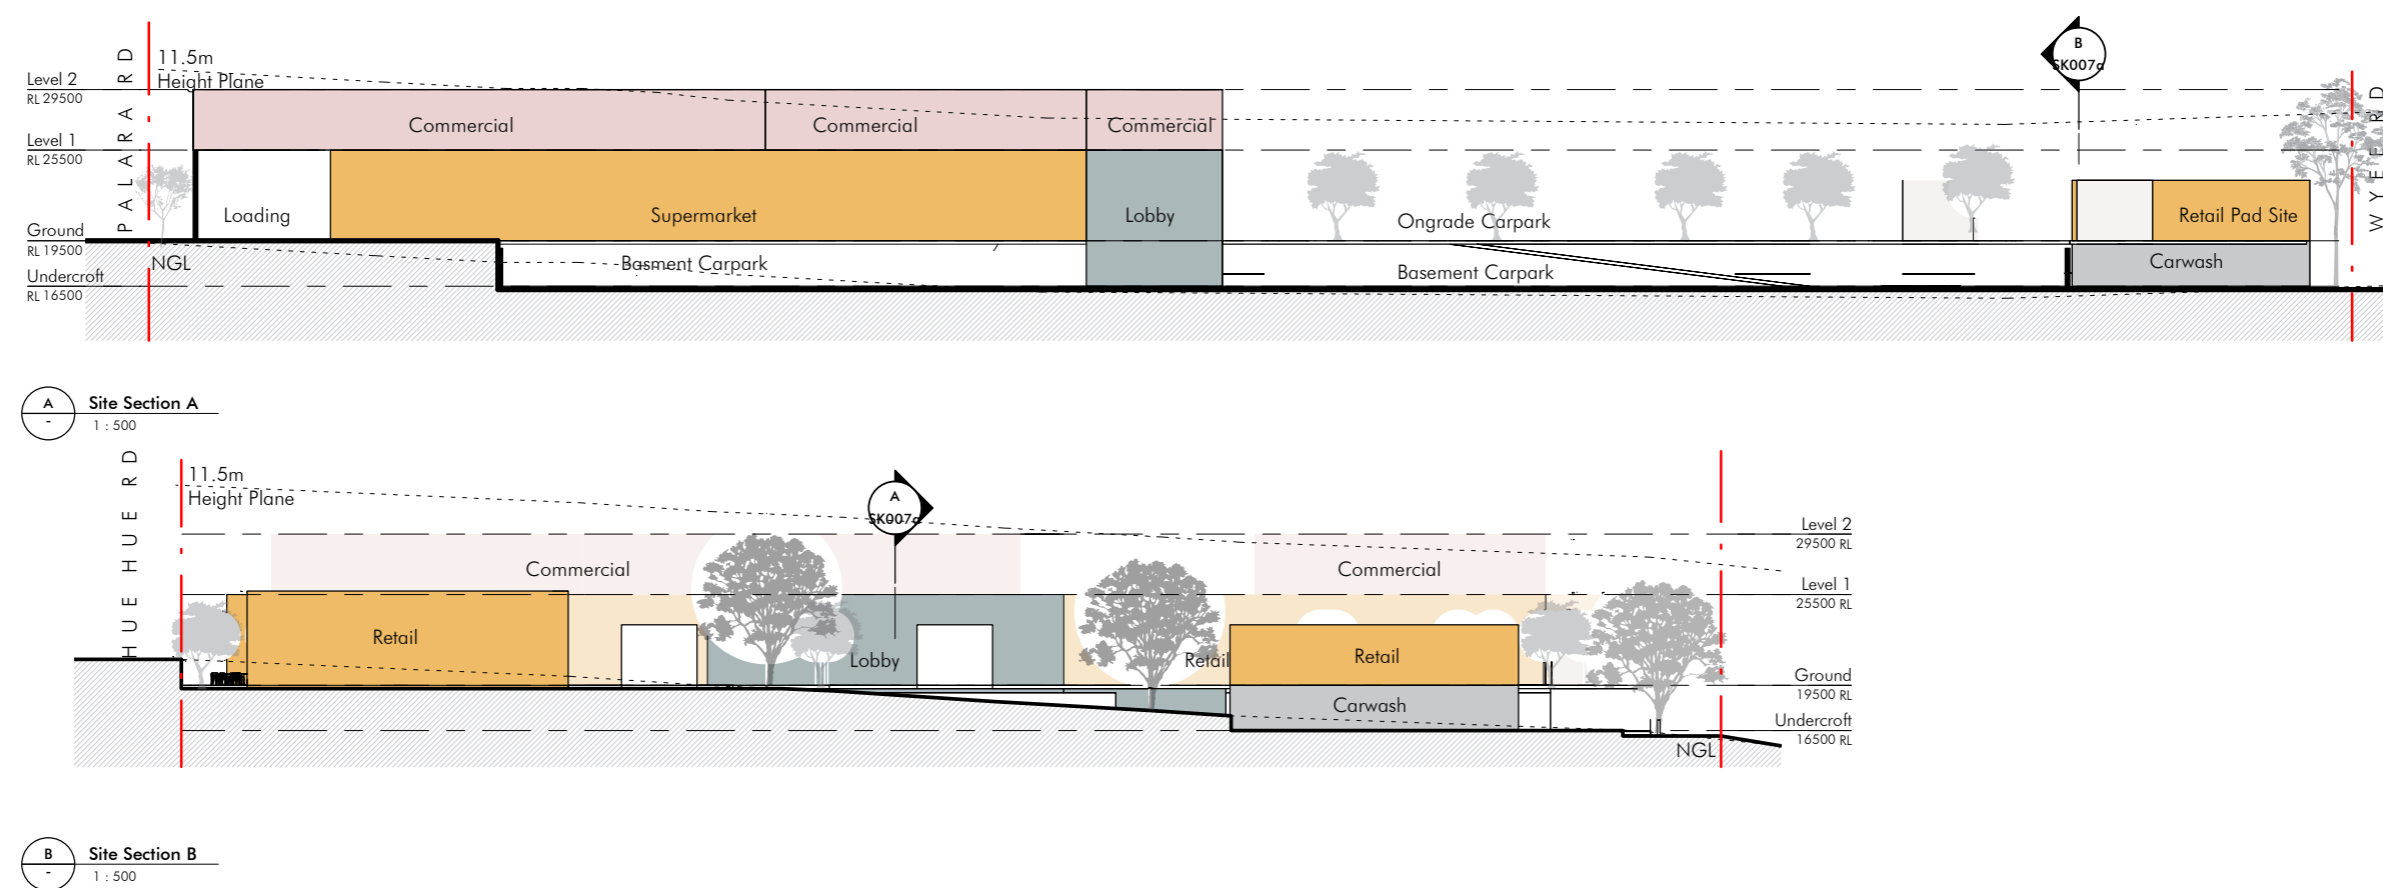 PALARA RD
11.5m
Height Plane
Level 2
RL 29500
Commercial
Commercial
Commercial
Level 1
RL 25500
Loading
Supermarket
Lobby
Ongrade Carpark
Retail Pad Site
Ground
RL 19500
NGL
Basment Carpark
Basement Carpark
Carwash
Undercroft
RL 16500
B
SK007a
WYEE RD
A
-
Site Section A
1 : 500
HUE HUE RD
11.5m
Height Plane
A
SK007a
Level 2
29500 RL
Commercial
Commercial
Level 1
25500 RL
Retail
Lobby
Retail
Retail
Ground
19500 RL
Carwash
Undercroft
16500 RL
NGL
B
-
Site Section B
1 : 500